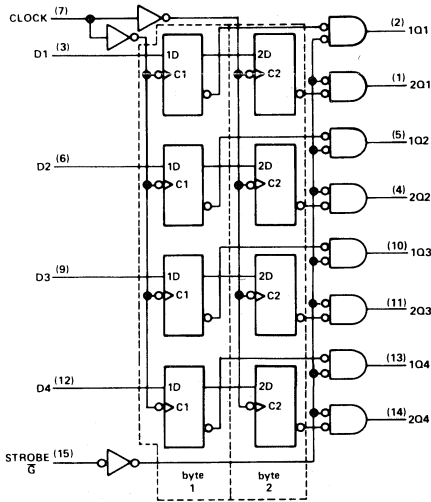 CLOCK (7)
(2) 1Q1
D1 (3) 1D 2D
C1 C2
(1) 2Q1
(5) 1Q2
D2 (6) 1D 2D
C1 C2
(4) 2Q2
(10) 1Q3
D3 (9) 1D 2D
C1 C2
(11) 2Q3
(13) 1Q4
D4 (12) 1D 2D
C1 C2
(14) 2Q4
STROBE (15)
G̅
byte byte
1 2